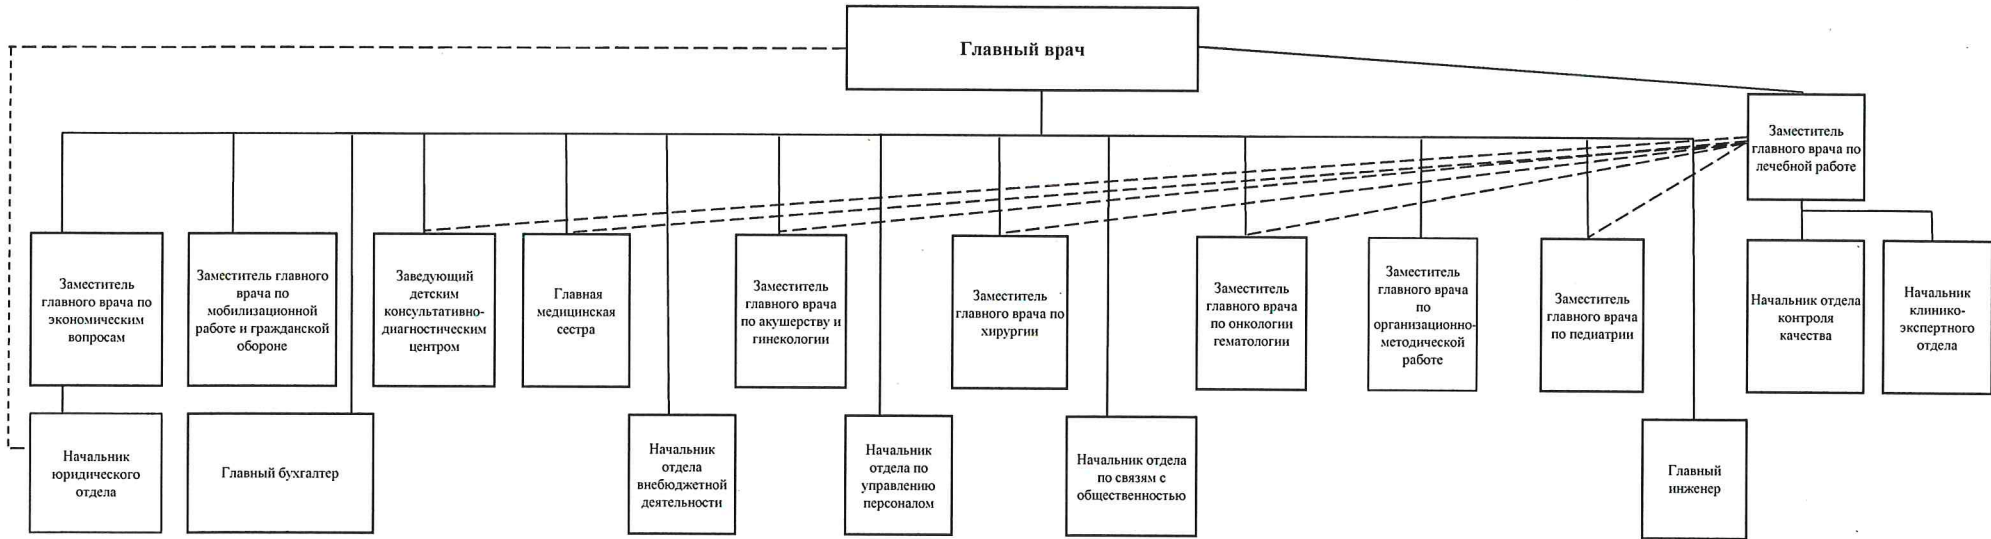 Главный врач
Заместитель
главного врача по
лечебной работе
Заместитель
главного врача по
экономическим
вопросам
Заместитель главного
врача по
мобилизационной
работе и гражданской
обороне
Заведующий
детским
консультативно-
диагностическим
центром
Главная
медицинская
сестра
Заместитель
главного врача
по акушерству и
гинекологии
Заместитель
главного врача по
хирургии
Заместитель
главного врача
по онкологии
гематологии
Заместитель
главного врача
по
организационно-
методической
работе
Заместитель
главного врача
по педиатрии
Начальник отдела
контроля
качества
Начальник
клинико-
экспертного
отдела
Начальник
юридического
отдела
Главный бухгалтер
Начальник
отдела
внебюджетной
деятельности
Начальник
отдела по
управлению
персоналом
Начальник отдела
по связям с
общественностью
Главный
инженер